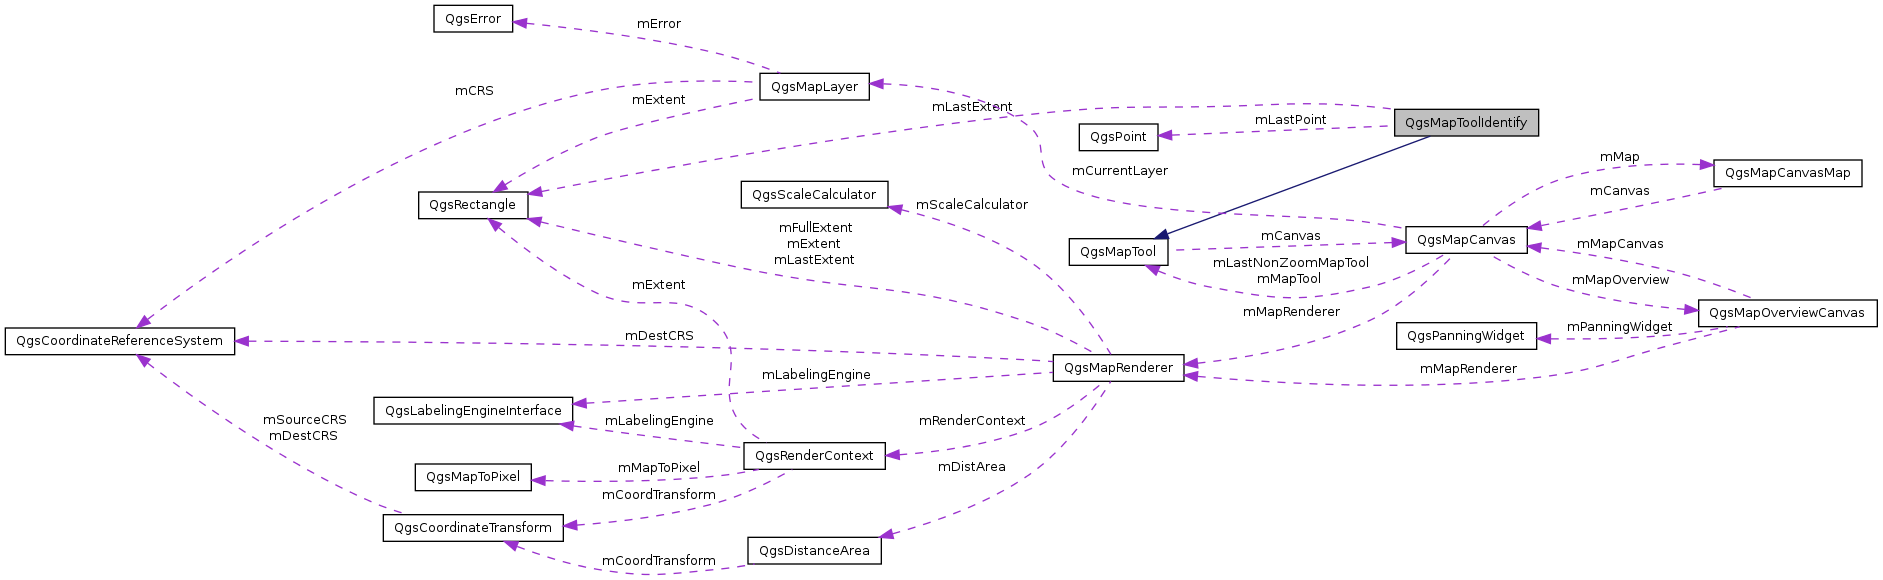 QgsError
mError
QgsMapLayer
mCRS
mExtent
mLastExtent
QgsMapToolIdentify
mLastPoint
QgsPoint
mMap
QgsMapCanvasMap
mCurrentLayer
mCanvas
QgsScaleCalculator
QgsRectangle
mScaleCalculator
mFullExtent
mExtent
mLastExtent
mCanvas
QgsMapCanvas
mMapCanvas
QgsMapTool
mLastNonZoomMapTool
mMapTool
mMapOverview
mExtent
mMapRenderer
QgsMapOverviewCanvas
mPanningWidget
QgsPanningWidget
QgsCoordinateReferenceSystem
mDestCRS
QgsMapRenderer
mMapRenderer
mLabelingEngine
QgsLabelingEngineInterface
mSourceCRS
mDestCRS
mLabelingEngine
mRenderContext
QgsRenderContext
mMapToPixel
mDistArea
QgsMapToPixel
mCoordTransform
QgsCoordinateTransform
QgsDistanceArea
mCoordTransform